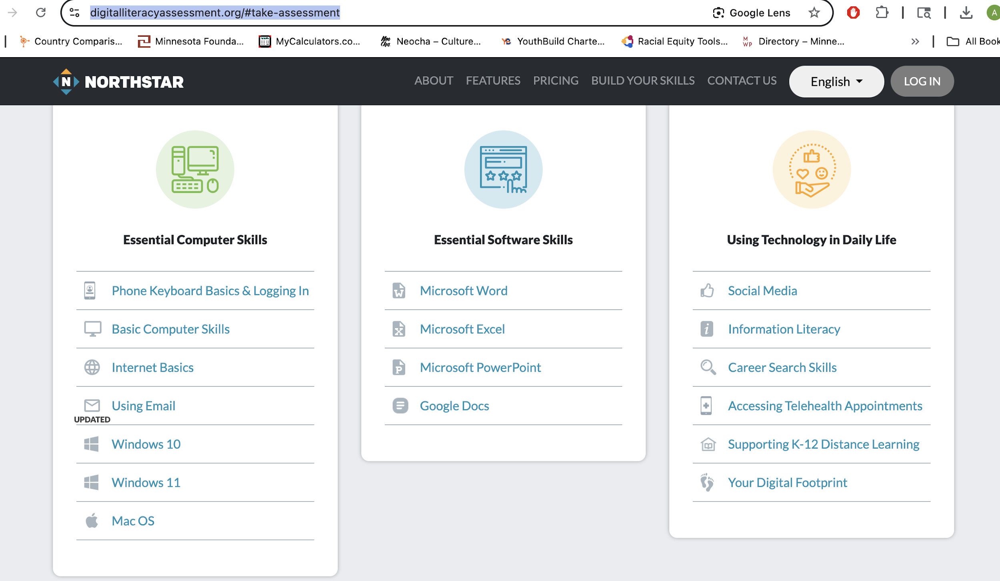 digitalliteracyassessment.org/#take-assessment
Google Lens
A
Country Comparis...
Minnesota Founda...
MyCalculators.co...
Neocha – Culture...
YouthBuild Charte...
Racial Equity Tools...
MWP
Directory – Minne...
All Book
N NORTHSTAR
ABOUT
FEATURES
PRICING
BUILD YOUR SKILLS
CONTACT US
English
LOG IN
Essential Computer Skills
Phone Keyboard Basics & Logging In
Basic Computer Skills
Internet Basics
Using Email
UPDATED
Windows 10
Windows 11
Mac OS
Essential Software Skills
Microsoft Word
Microsoft Excel
Microsoft PowerPoint
Google Docs
Using Technology in Daily Life
Social Media
Information Literacy
Career Search Skills
Accessing Telehealth Appointments
Supporting K-12 Distance Learning
Your Digital Footprint